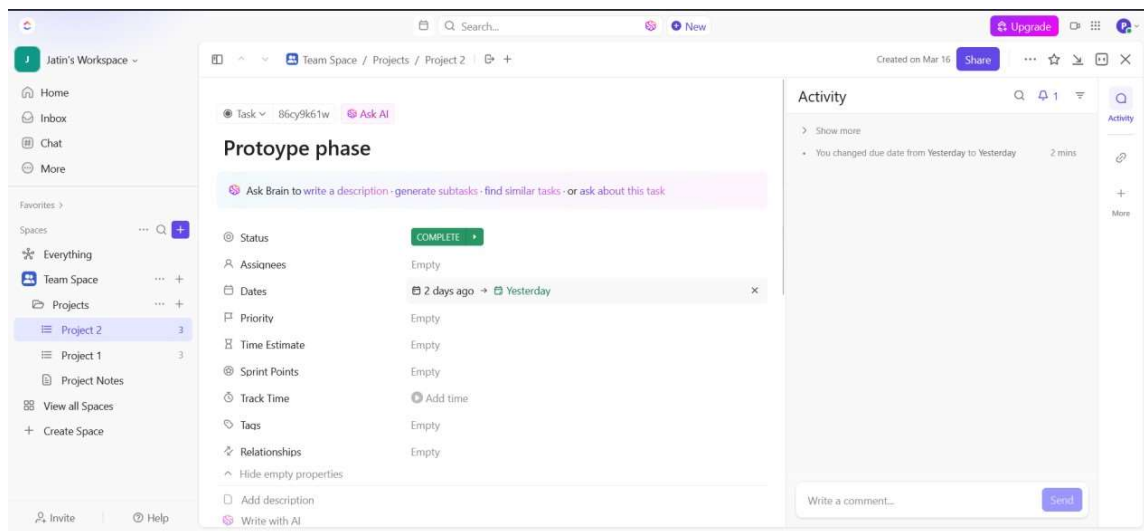 Search...
New
Upgrade
P
J
Jatin's Workspace
Home
Inbox
Chat
More
Favorites
Spaces
Everything
Team Space
Projects
Project 2 3
Project 1 3
Project Notes
View all Spaces
Create Space
Invite
Help
Team Space / Projects / Project 2
Created on Mar 16
Share
Task 86cy9k61w Ask AI
Protoype phase
Ask Brain to write a description · generate subtasks · find similar tasks · or ask about this task
Status COMPLETE
Assignees Empty
Dates 2 days ago → Yesterday
Priority Empty
Time Estimate Empty
Sprint Points Empty
Track Time Add time
Tags Empty
Relationships Empty
Hide empty properties
Add description
Write with AI
Activity
1
Show more
You changed due date from Yesterday to Yesterday 2 mins
Write a comment...
Send
Activity
More